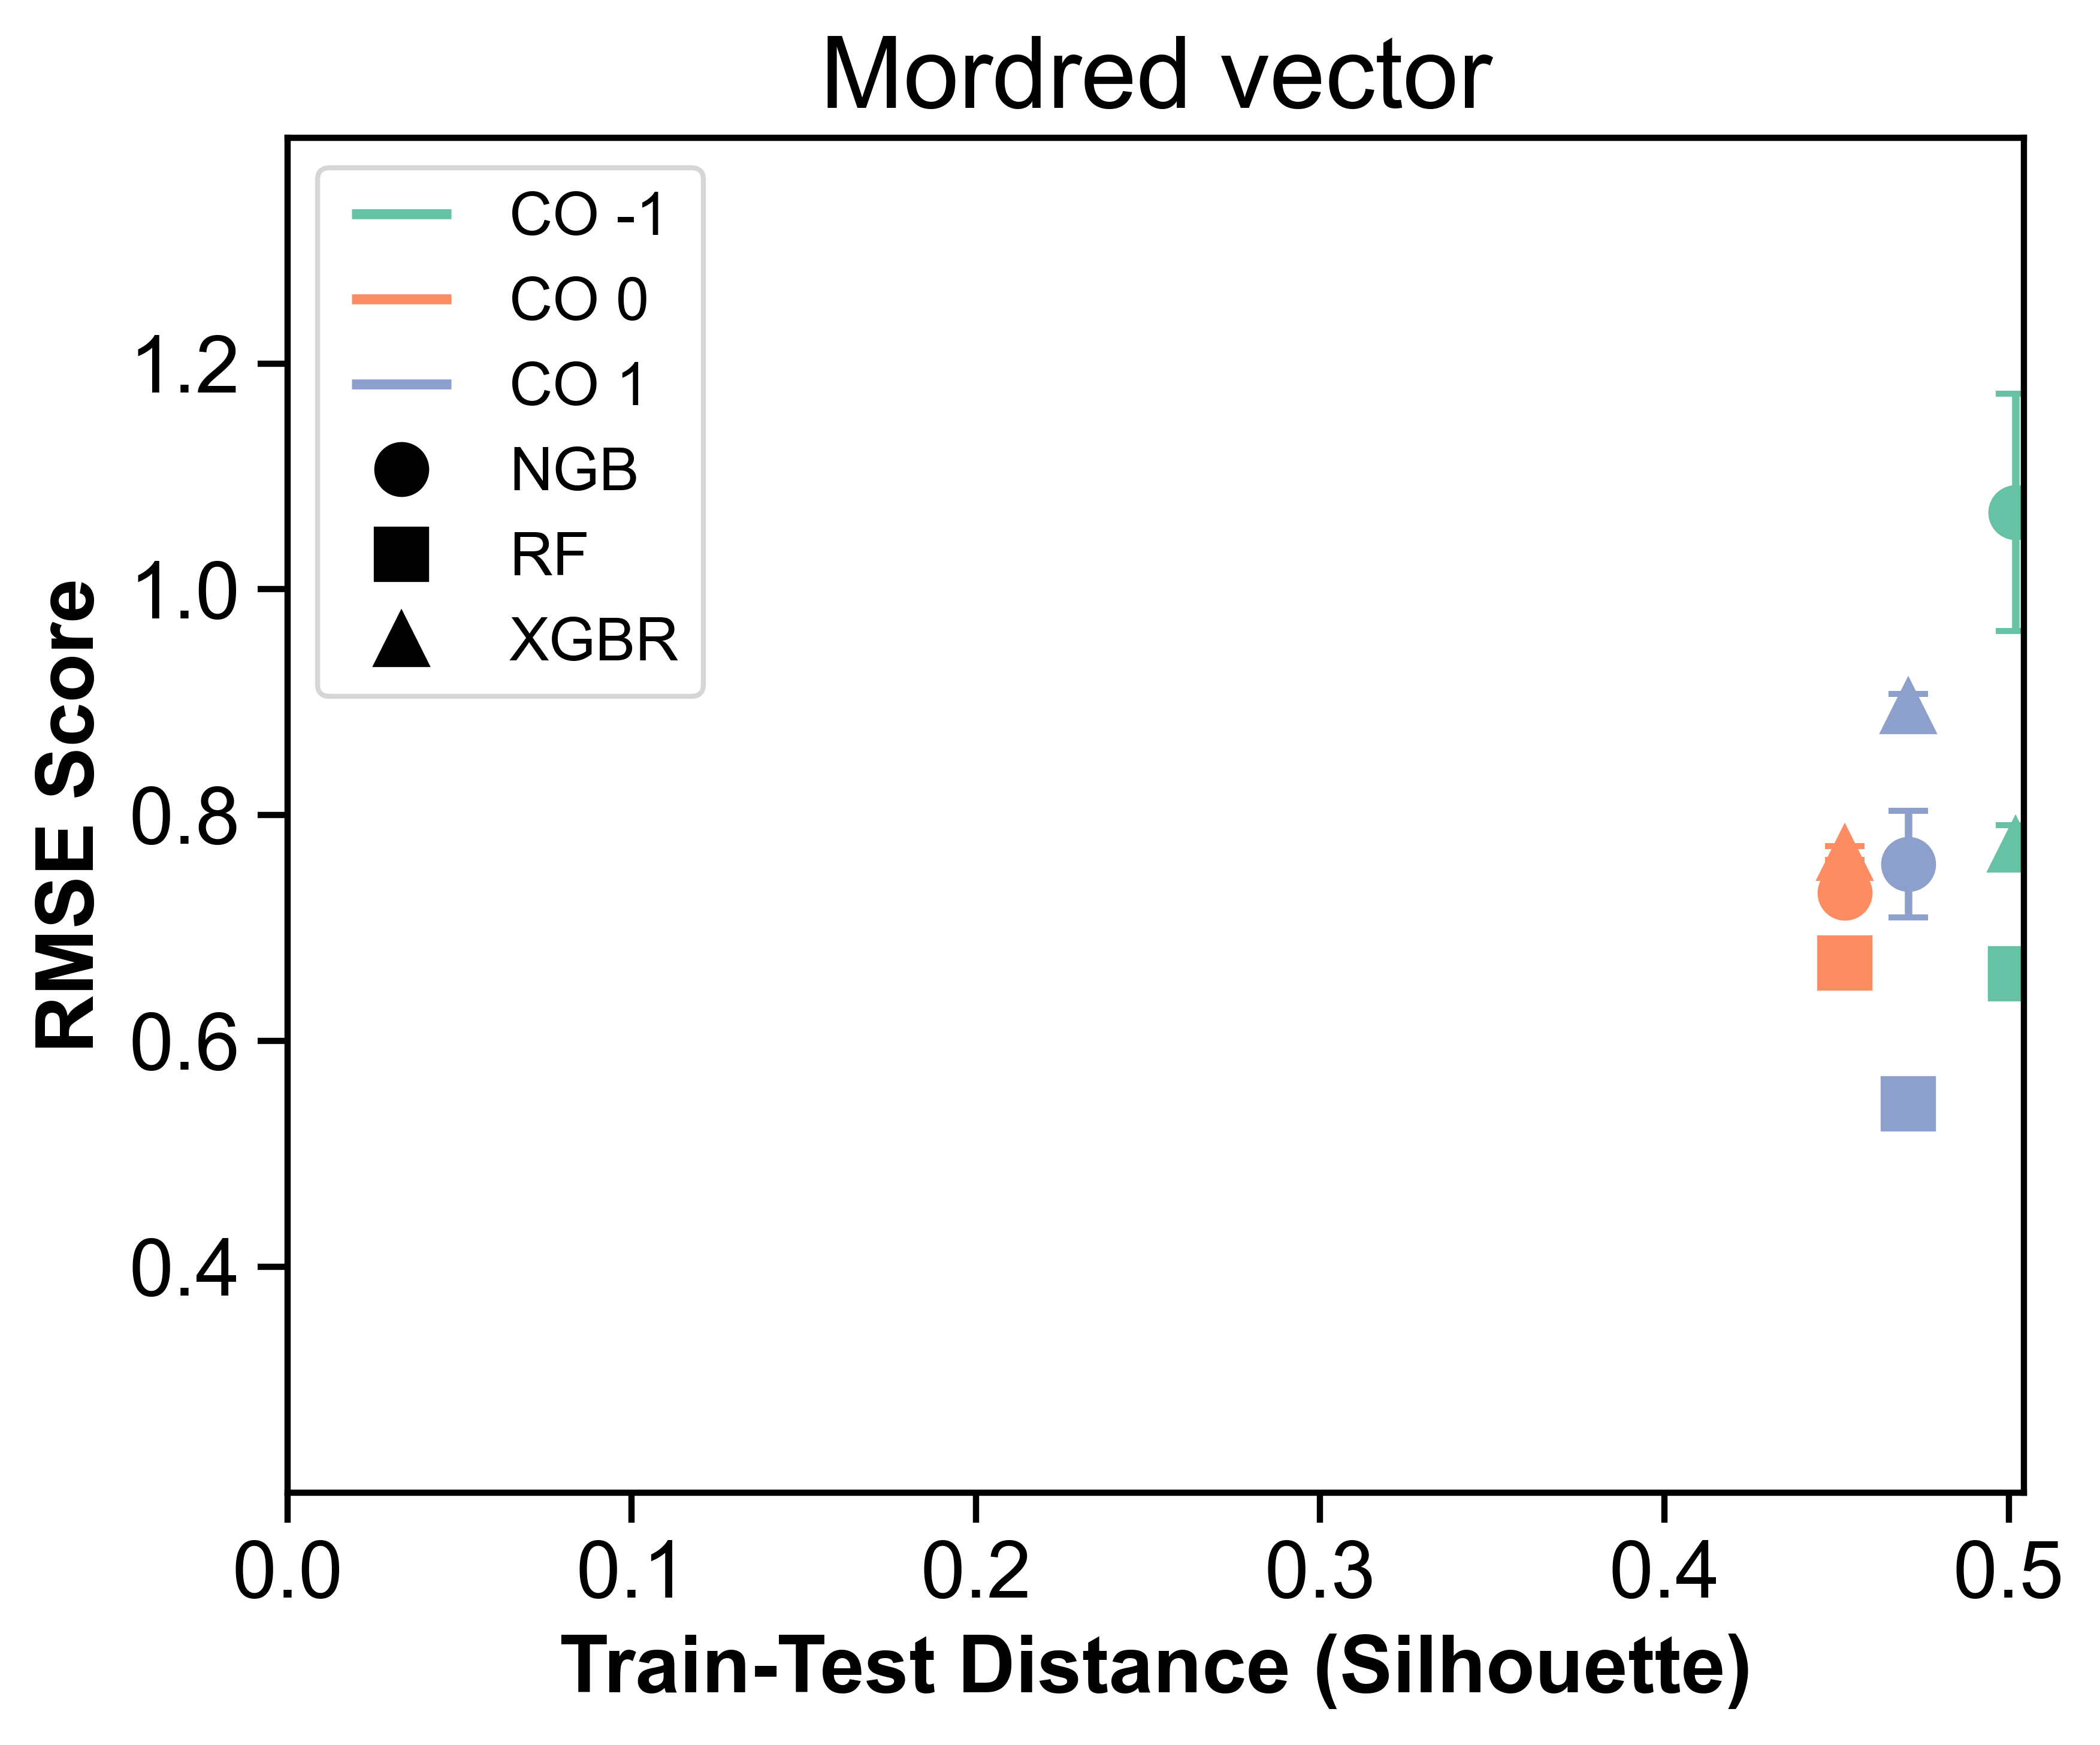 Mordred vector
CO -1
CO 0
CO 1
NGB
RF
XGBR
1.2
1.0
0.8
0.6
0.4
RMSE Score
0.0 0.1 0.2 0.3 0.4 0.5
Train-Test Distance (Silhouette)